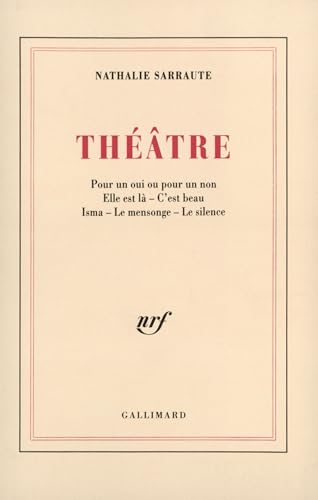 NATHALIE SARRAUTE
THÉÂTRE
Pour un oui ou pour un non
Elle est là – C'est beau
Isma – Le mensonge – Le silence
nrf
GALLIMARD